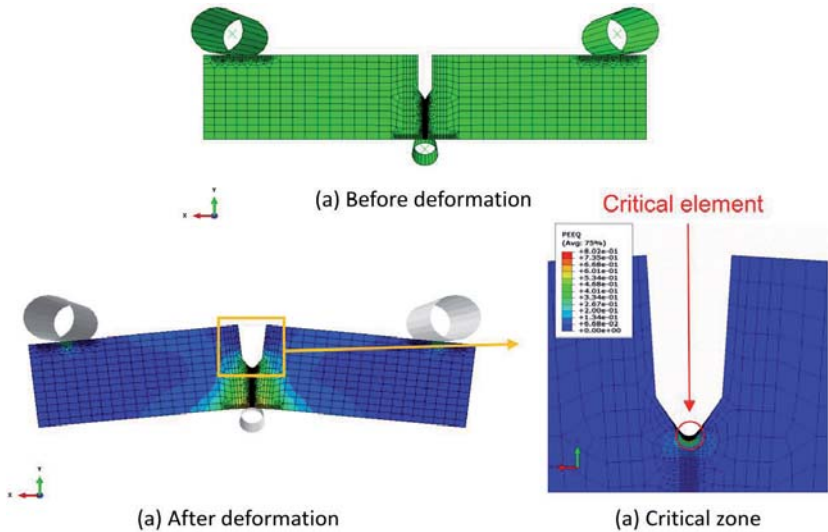 Y
X
(a) Before deformation
Critical element
PEEQ
(Avg: 75%)
+8.02e-01
+7.35e-01
+6.68e-01
+6.01e-01
+5.34e-01
+4.68e-01
+4.01e-01
+3.34e-01
+2.67e-01
+2.00e-01
+1.34e-01
+6.68e-02
+0.00e+00
Y
X
(a) After deformation
(a) Critical zone